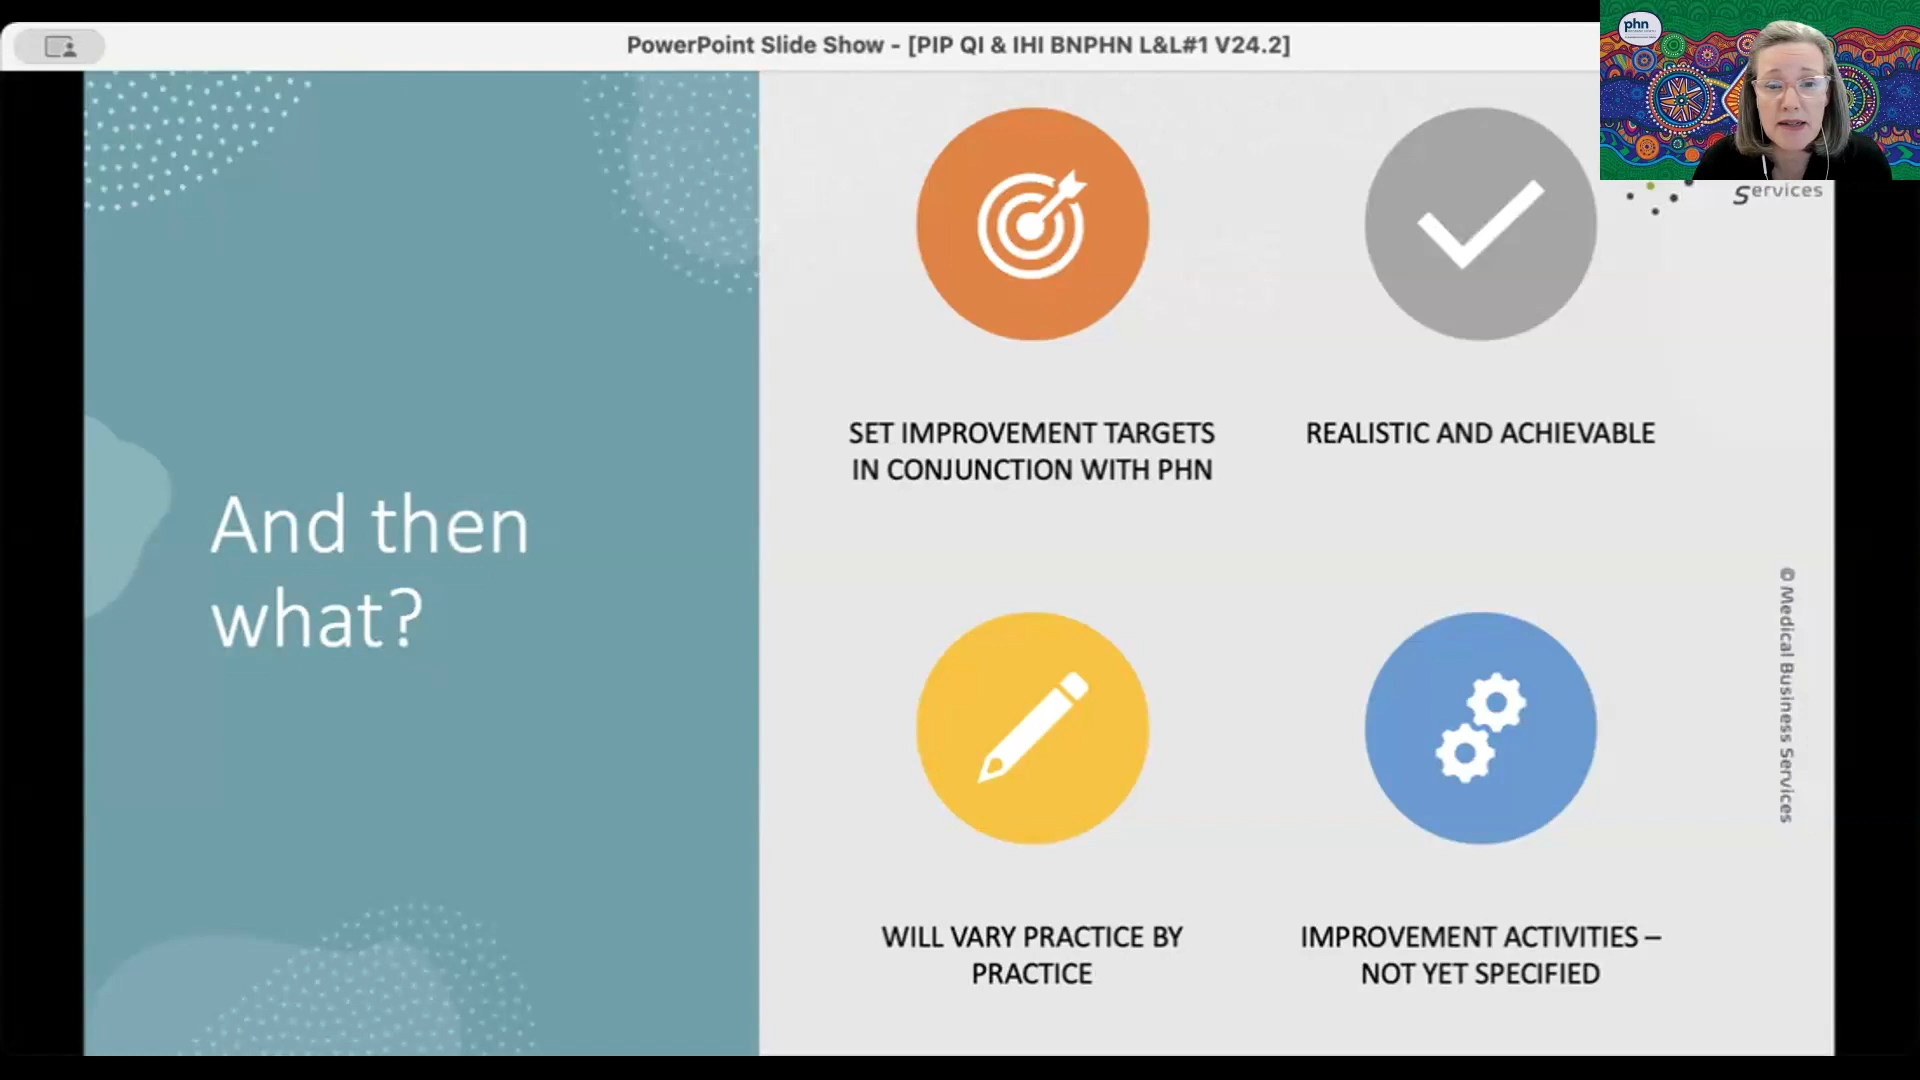 PowerPoint Slide Show - [PIP QI & IHI BNPHN L&L#1 V24.2]
phn
Services
And then
what?
SET IMPROVEMENT TARGETS
IN CONJUNCTION WITH PHN
REALISTIC AND ACHIEVABLE
WILL VARY PRACTICE BY
PRACTICE
IMPROVEMENT ACTIVITIES –
NOT YET SPECIFIED
© Medical Business Services